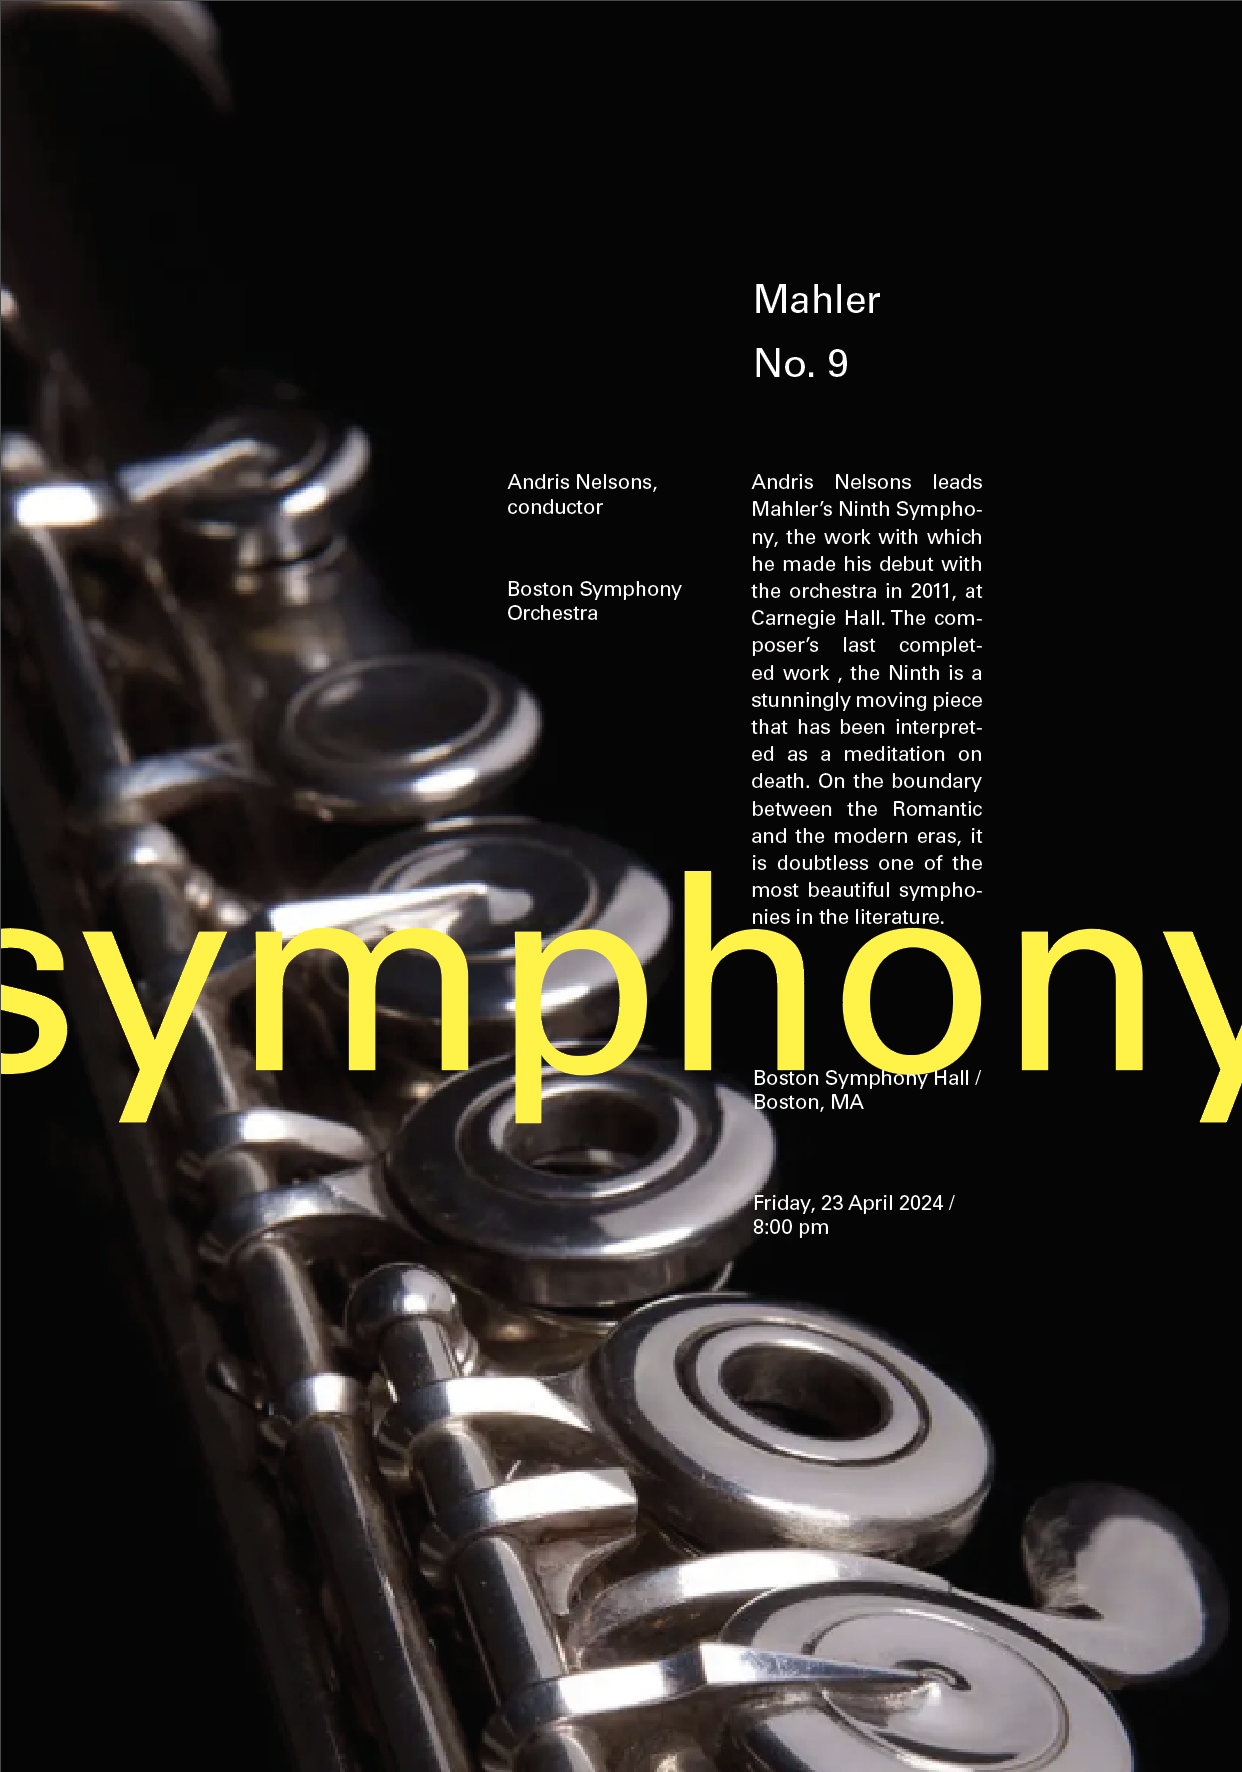 Mahler
No. 9
Andris Nelsons,
conductor
Boston Symphony
Orchestra
Andris Nelsons leads
Mahler’s Ninth Sympho-
ny, the work with which
he made his debut with
the orchestra in 2011, at
Carnegie Hall. The com-
poser’s last complet-
ed work , the Ninth is a
stunningly moving piece
that has been interpret-
ed as a meditation on
death. On the boundary
between the Romantic
and the modern eras, it
is doubtless one of the
most beautiful sympho-
nies in the literature.
symphony
Boston Symphony Hall /
Boston, MA
Friday, 23 April 2024 /
8:00 pm